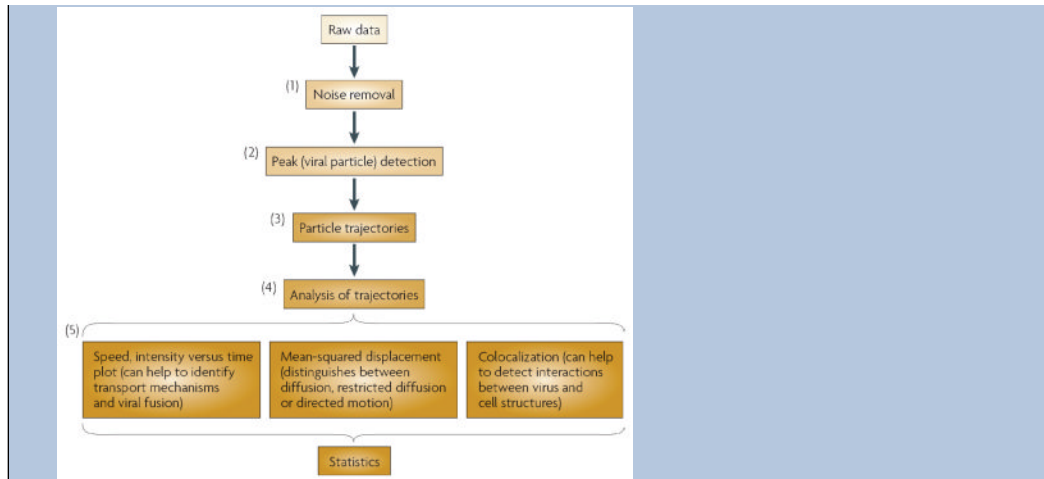 Raw data
(1)
Noise removal
(2)
Peak (viral particle) detection
(3)
Particle trajectories
(4)
Analysis of trajectories
(5)
Speed, intensity versus time
plot (can help to identify
transport mechanisms
and viral fusion)
Mean-squared displacement
(distinguishes between
diffusion, restricted diffusion
or directed motion)
Colocalization (can help
to detect interactions
between virus and
cell structures)
Statistics